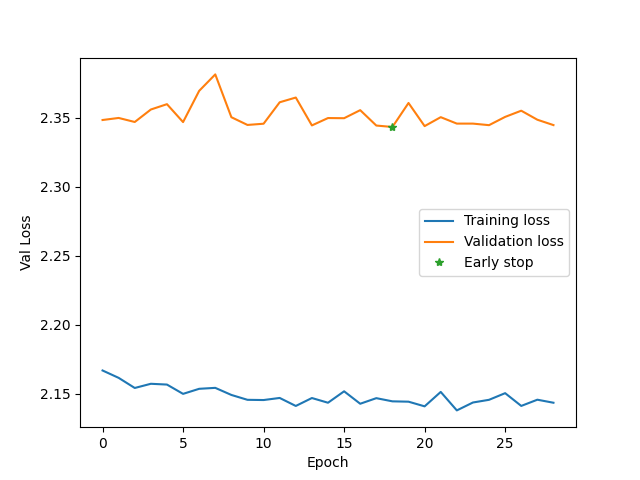 2.35
2.30
2.25
2.20
2.15
Val Loss
Training loss
Validation loss
Early stop
0 5 10 15 20 25
Epoch